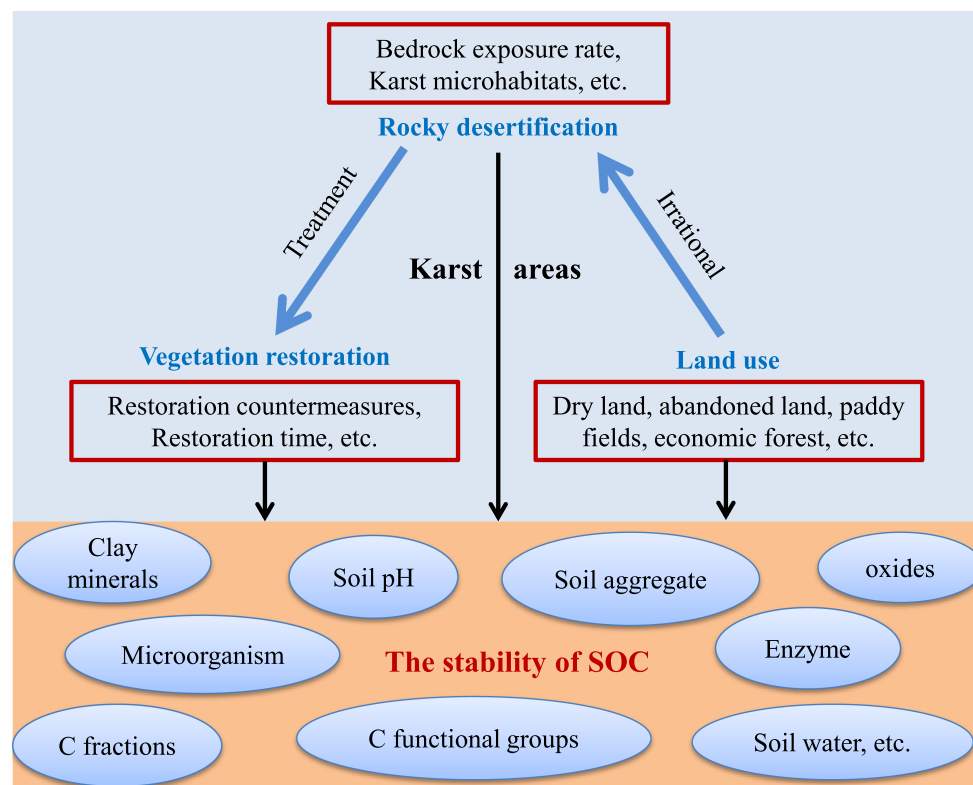 Bedrock exposure rate,
Karst microhabitats, etc.
Rocky desertification
Treatment
Irrational
Karst areas
Vegetation restoration
Land use
Restoration countermeasures,
Restoration time, etc.
Dry land, abandoned land, paddy
fields, economic forest, etc.
Clay
minerals
Soil pH
Soil aggregate
oxides
Microorganism
The stability of SOC
Enzyme
C fractions
C functional groups
Soil water, etc.